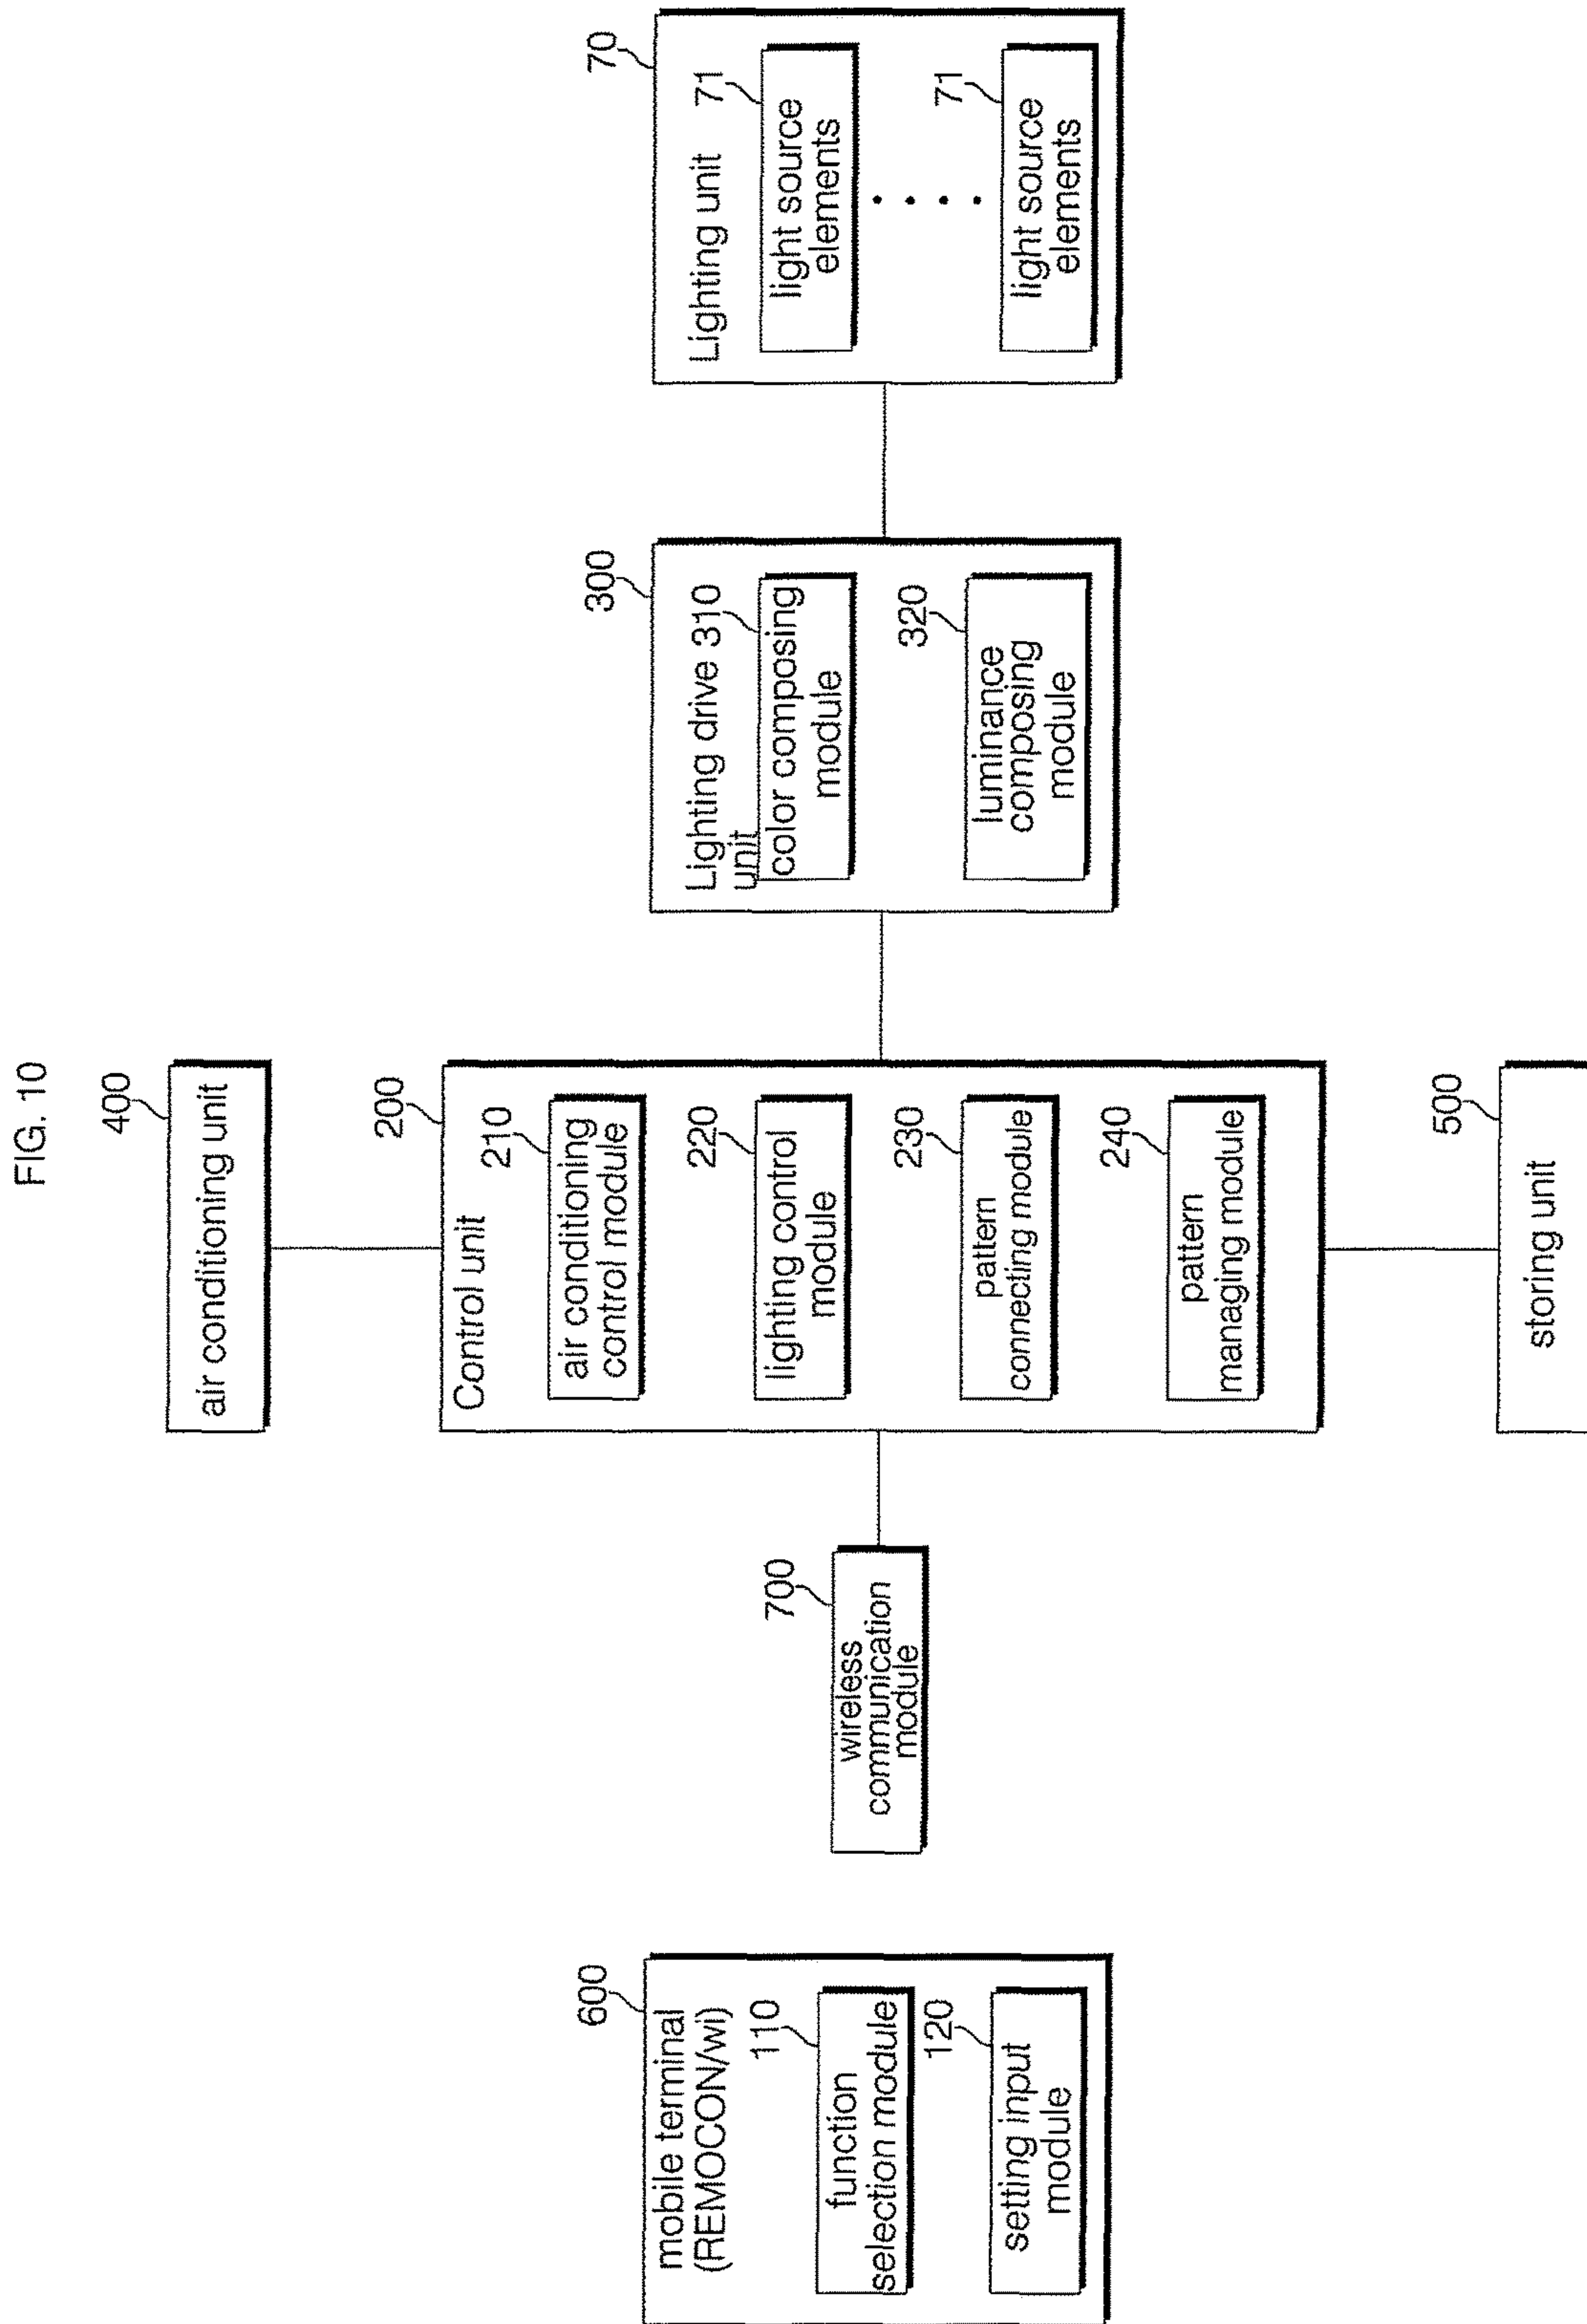 FIG. 10
400
air conditioning unit
600
mobile terminal
(REMOCON/wi)
110
function
selection module
120
setting input
module
700
wireless
communication
module
200
Control unit
210
air conditioning
control module
220
lighting control
module
230
pattern
connecting module
240
pattern
managing module
300
Lighting drive
unit
310
color composing
module
320
luminance
composing
module
70
Lighting unit
71
light source
elements
71
light source
elements
500
storing unit